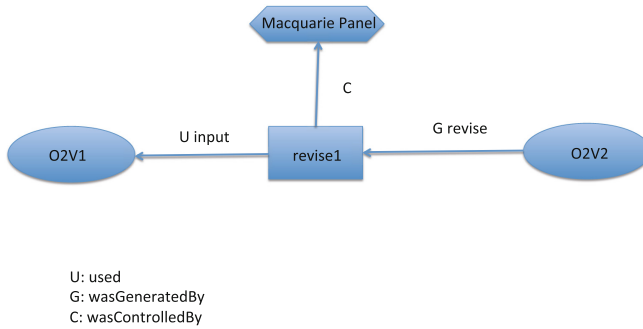 Macquarie Panel
C
U input
G revise
O2V1
revise1
O2V2
U: used
G: wasGeneratedBy
C: wasControlledBy